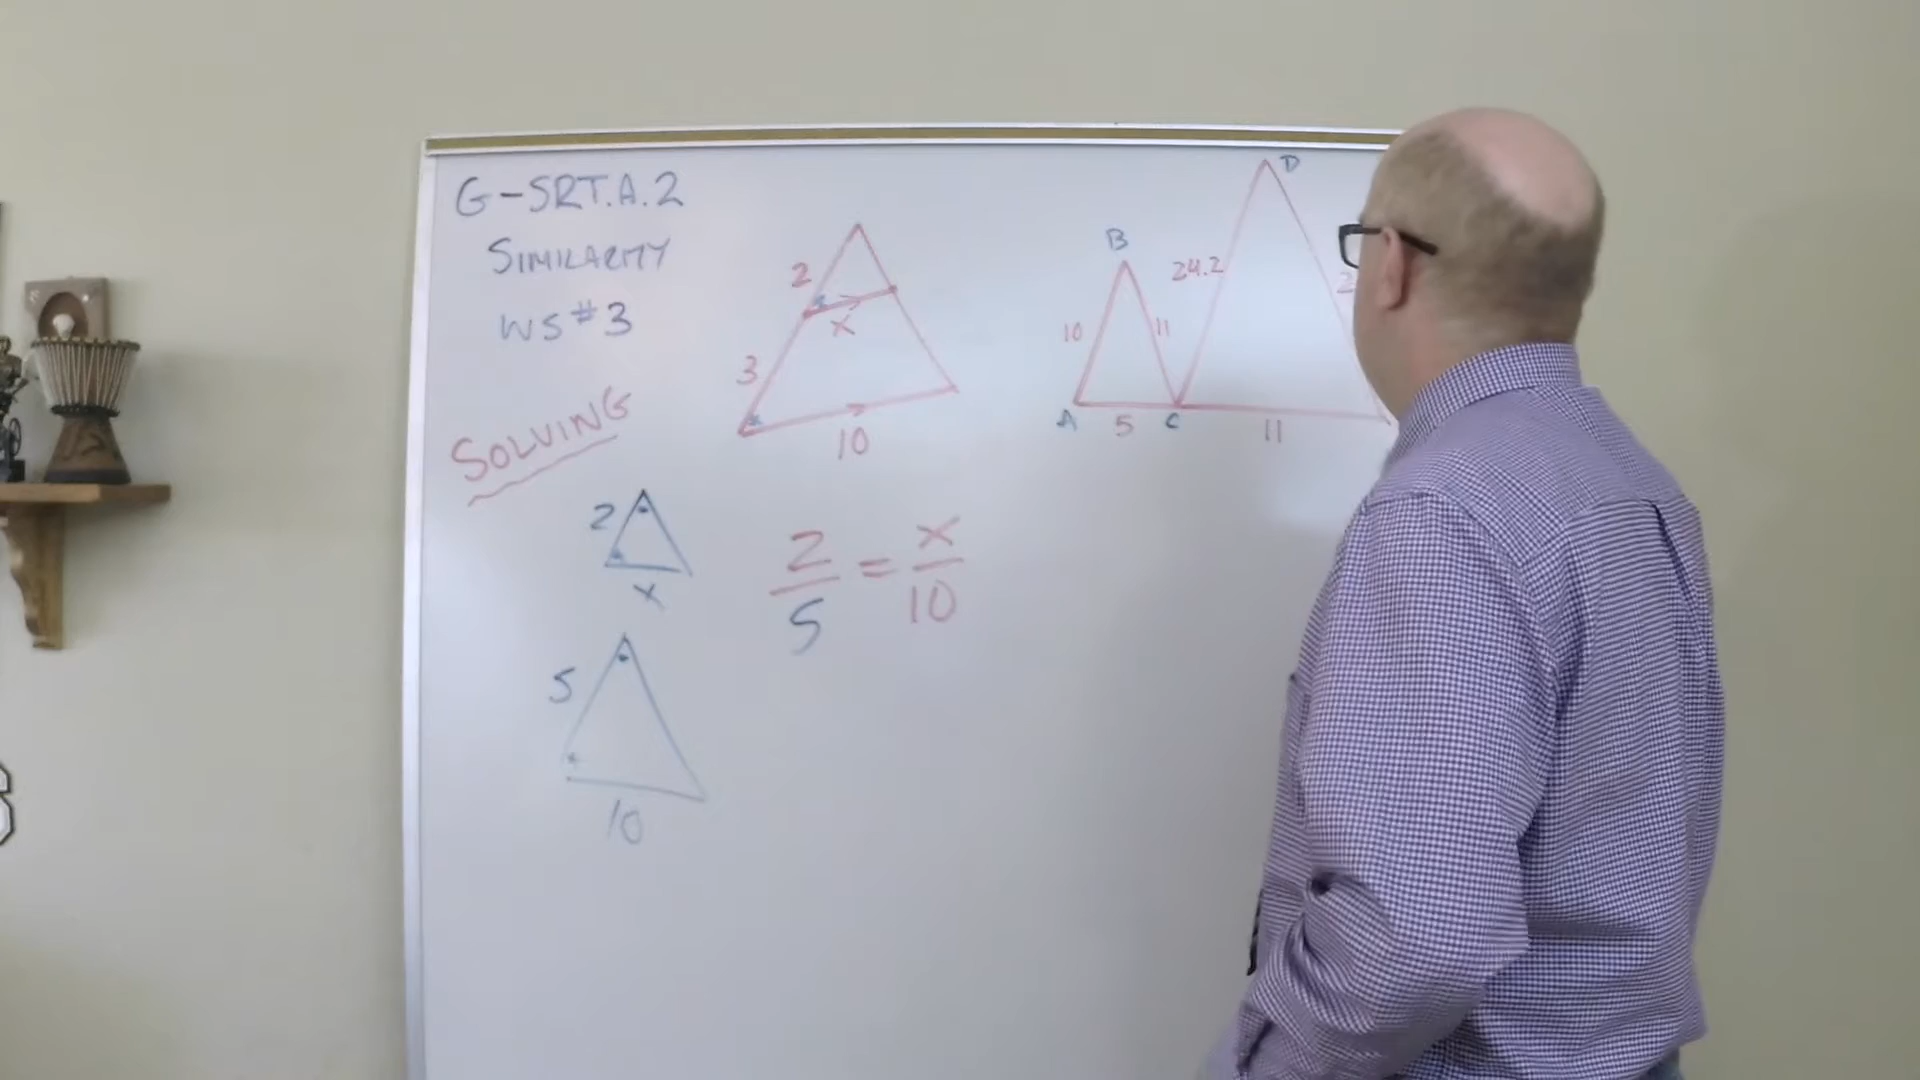 G-SRT.A.2
SIMILARITY
WS#3
SOLVING
2
X
3
10
B
D
24.2
2
10
11
A
5
C
11
2
X
5
10
2/5 = X/10